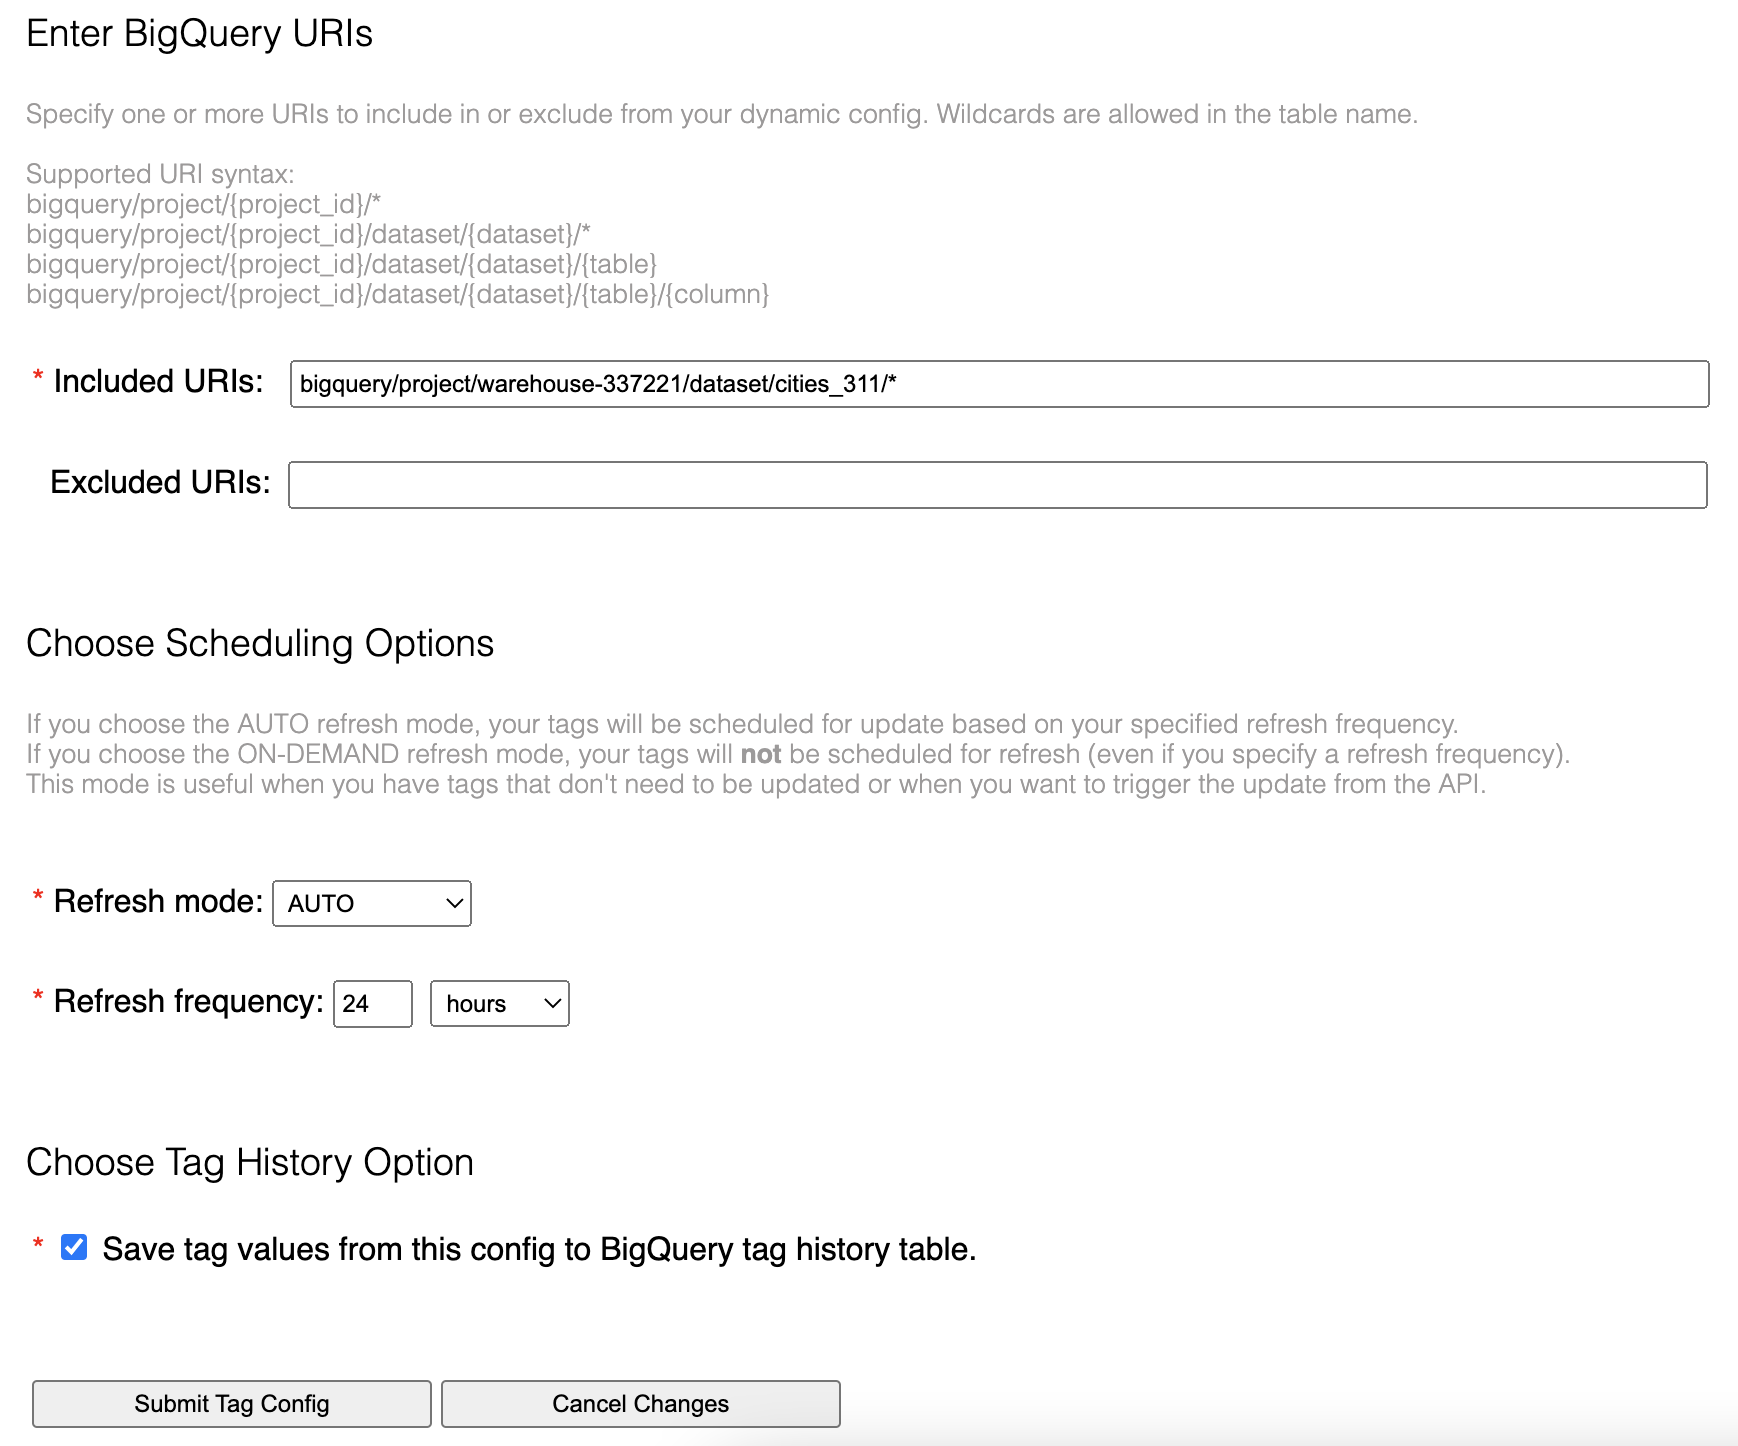 Enter BigQuery URIs
Specify one or more URIs to include in or exclude from your dynamic config. Wildcards are allowed in the table name.
Supported URI syntax:
bigquery/project/{project_id}/*
bigquery/project/{project_id}/dataset/{dataset}/*
bigquery/project/{project_id}/dataset/{dataset}/{table}
bigquery/project/{project_id}/dataset/{dataset}/{table}/{column}
* Included URIs: bigquery/project/warehouse-337221/dataset/cities_311/*
Excluded URIs:
Choose Scheduling Options
If you choose the AUTO refresh mode, your tags will be scheduled for update based on your specified refresh frequency.
If you choose the ON-DEMAND refresh mode, your tags will not be scheduled for refresh (even if you specify a refresh frequency).
This mode is useful when you have tags that don't need to be updated or when you want to trigger the update from the API.
* Refresh mode: AUTO
* Refresh frequency: 24 hours
Choose Tag History Option
* Save tag values from this config to BigQuery tag history table.
Submit Tag Config Cancel Changes